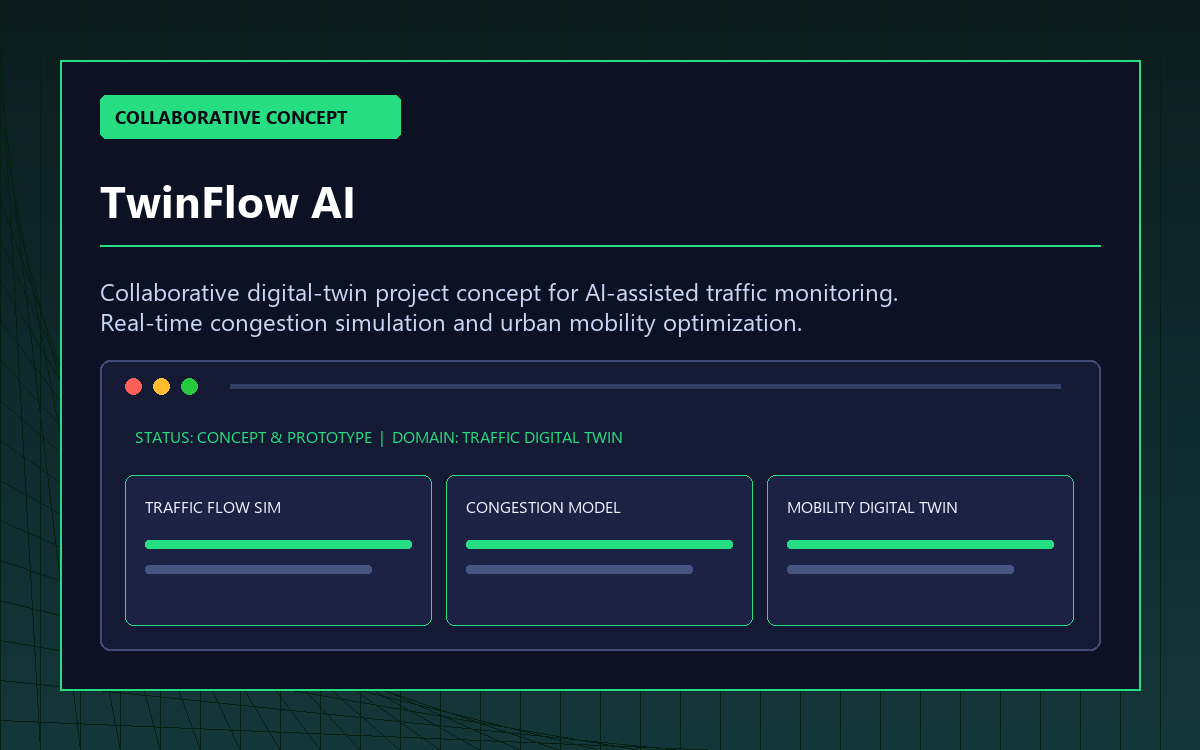 COLLABORATIVE CONCEPT
TwinFlow AI
Collaborative digital-twin project concept for AI-assisted traffic monitoring.
Real-time congestion simulation and urban mobility optimization.
STATUS: CONCEPT & PROTOTYPE | DOMAIN: TRAFFIC DIGITAL TWIN
TRAFFIC FLOW SIM
CONGESTION MODEL
MOBILITY DIGITAL TWIN